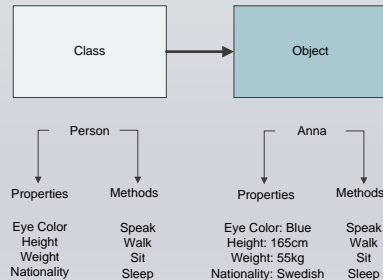 Class
Object
Person
Properties
Methods
Eye Color
Height
Weight
Nationality
Speak
Walk
Sit
Sleep
Anna
Properties
Methods
Eye Color: Blue
Height: 165cm
Weight: 55kg
Nationality: Swedish
Speak
Walk
Sit
Sleep